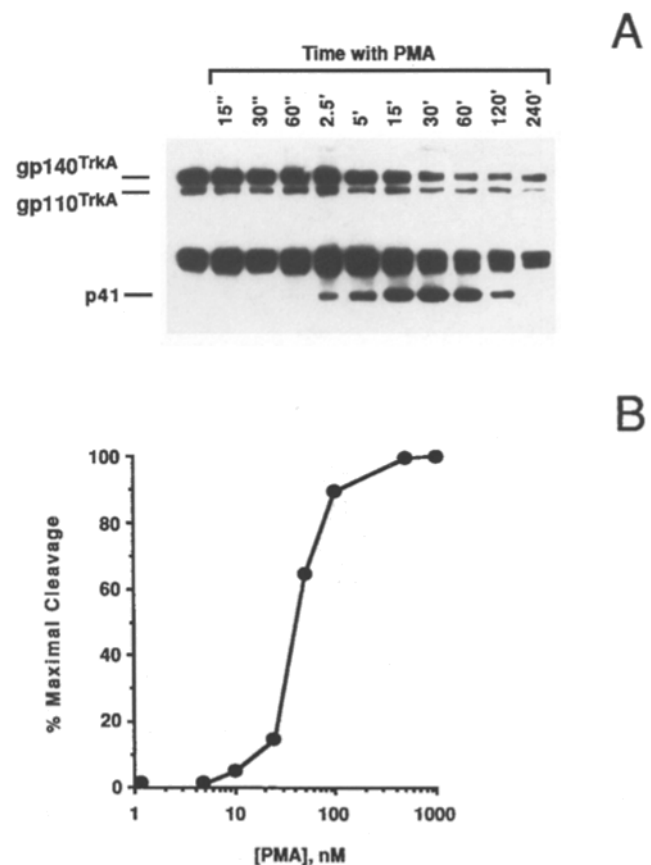 A
Time with PMA
15" 30" 60" 2.5' 5' 15' 30' 60' 120' 240'
gp140TrkA
gp110TrkA
p41
B
100
80
60
40
20
0
% Maximal Cleavage
1 10 100 1000
[PMA], nM